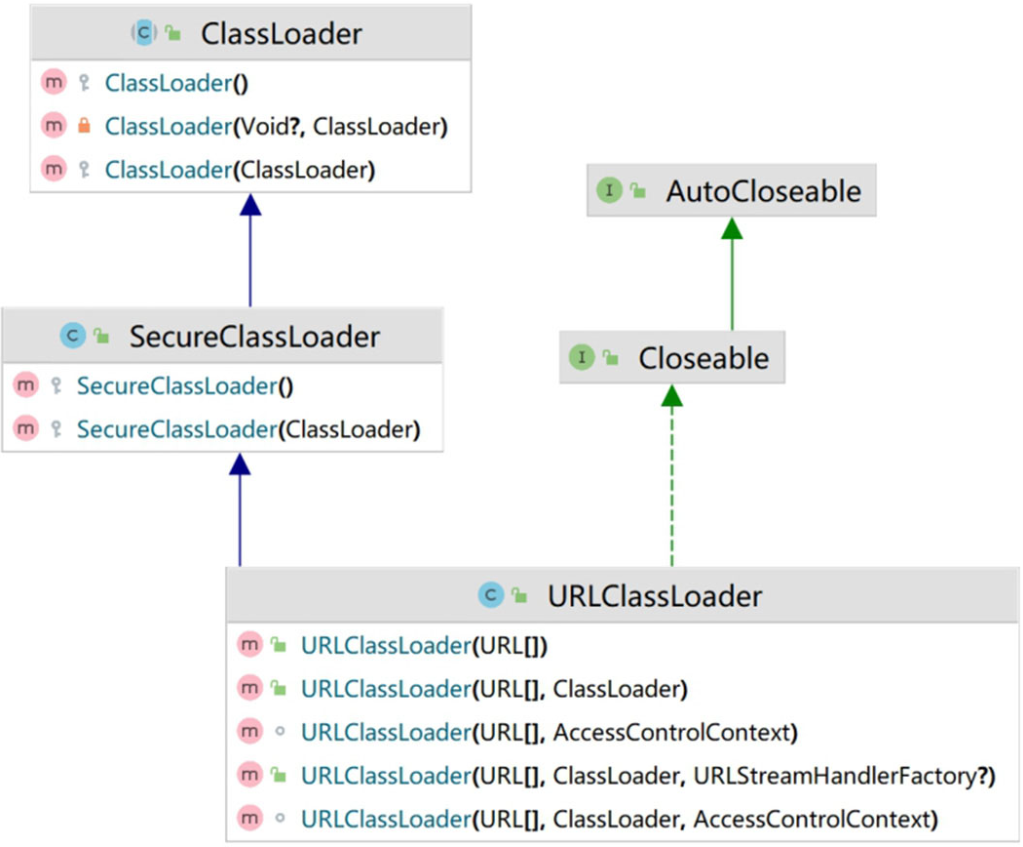 ClassLoader
ClassLoader()
ClassLoader(Void?, ClassLoader)
ClassLoader(ClassLoader)
AutoCloseable
SecureClassLoader
SecureClassLoader()
SecureClassLoader(ClassLoader)
Closeable
URLClassLoader
URLClassLoader(URL[])
URLClassLoader(URL[], ClassLoader)
URLClassLoader(URL[], AccessControlContext)
URLClassLoader(URL[], ClassLoader, URLStreamHandlerFactory?)
URLClassLoader(URL[], ClassLoader, AccessControlContext)